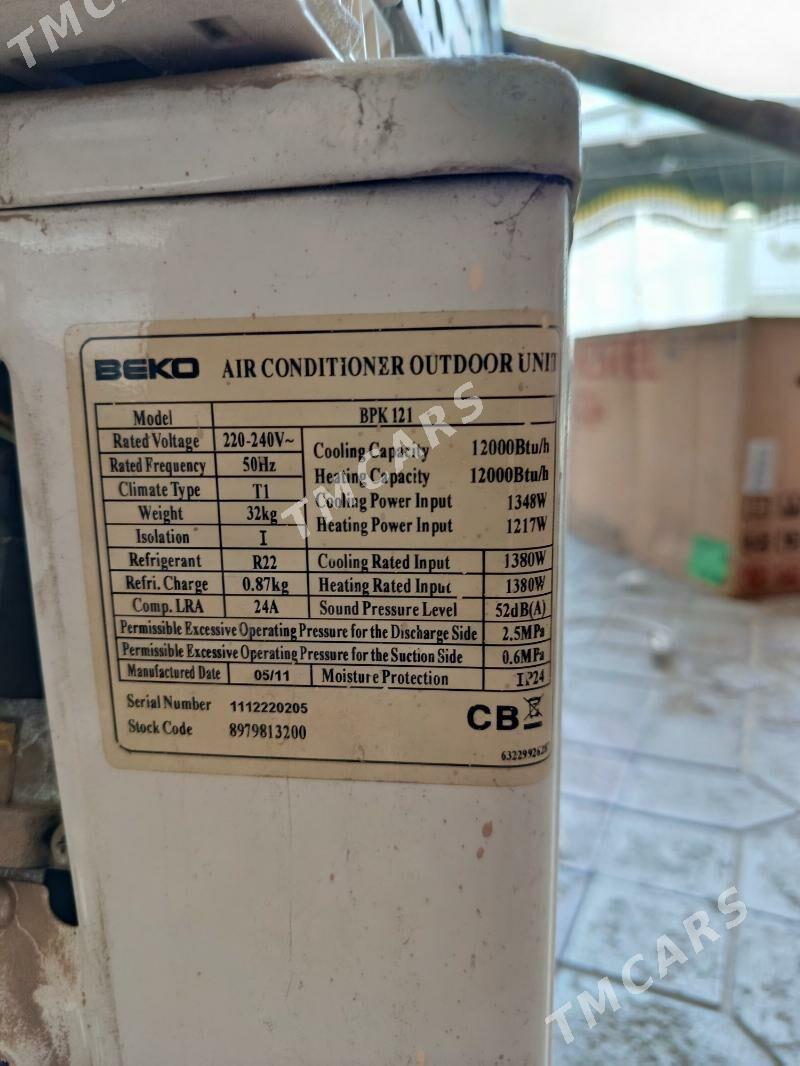 TMCARS
BEKO AIR CONDITIONER OUTDOOR UNIT
Model BPK 121
Rated Voltage 220-240V~ Cooling Capacity 12000Btu/h
Rated Frequency 50Hz Heating Capacity 12000Btu/h
Climate Type T1 Cooling Power Input 1348W
Weight 32kg Heating Power Input 1217W
Isolation I
Refrigerant R22 Cooling Rated Input 1380W
Refri. Charge 0.87kg Heating Rated Input 1380W
Comp. LRA 24A Sound Pressure Level 52dB(A)
Permissible Excessive Operating Pressure for the Discharge Side 2.5MPa
Permissible Excessive Operating Pressure for the Suction Side 0.6MPa
Manufactured Date 05/11 Moisture Protection IP24
Serial Number 1112220205
Stock Code 8979813200
CB
TMCARS
TMCARS